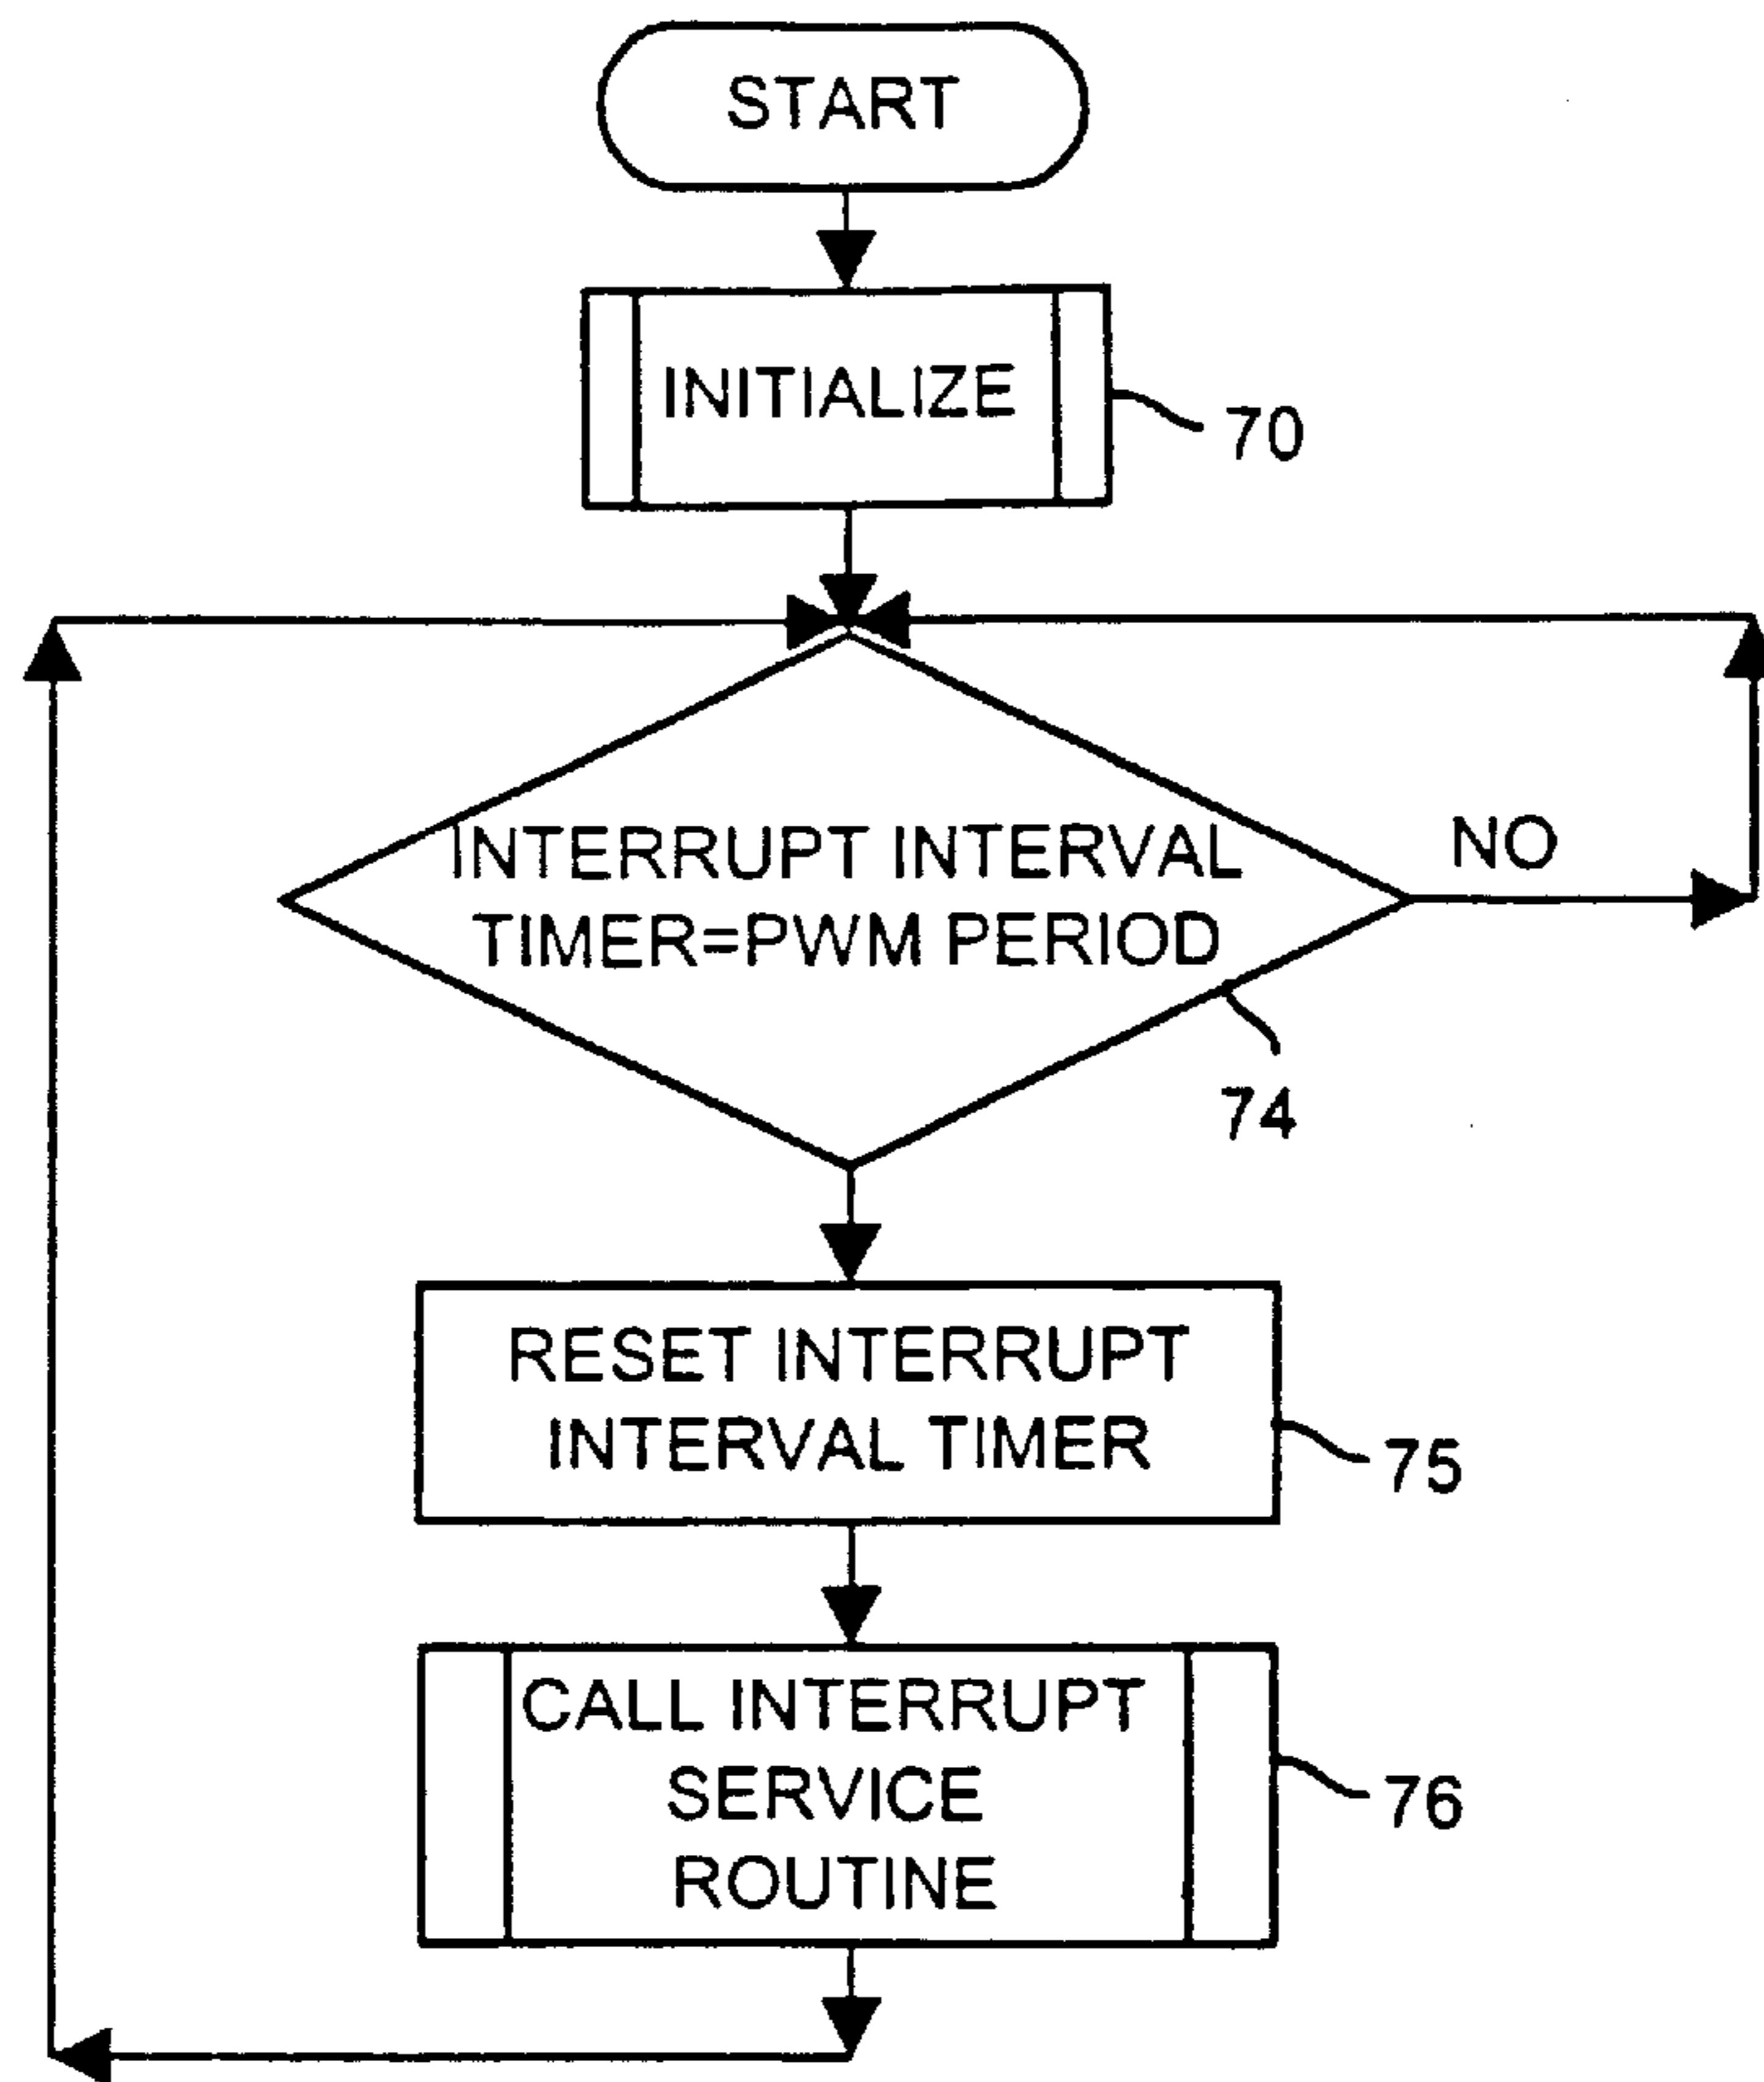 START
INITIALIZE
70
INTERRUPT INTERVAL
TIMER=PWM PERIOD
NO
74
RESET INTERRUPT
INTERVAL TIMER
75
CALL INTERRUPT
SERVICE
ROUTINE
76